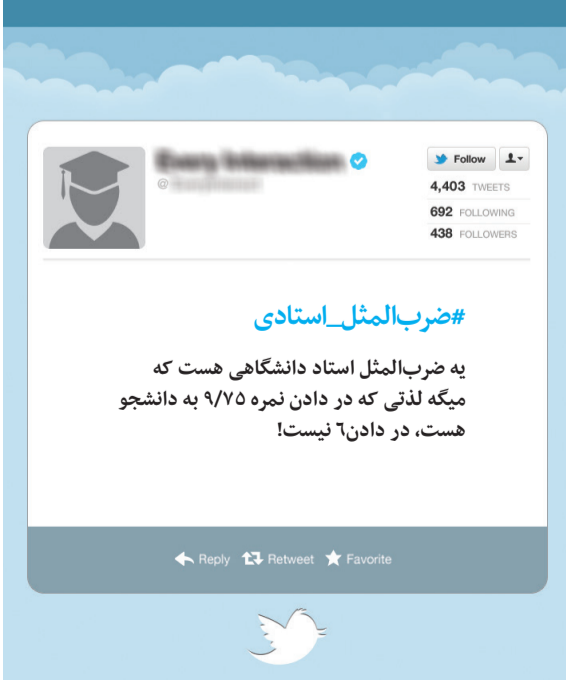 @
Follow
4,403 TWEETS
692 FOLLOWING
438 FOLLOWERS
#ضرب‌المثل_استادی
یه ضرب‌المثل استاد دانشگاهی هست که
میگه لذتی که در دادن نمره ۹/۷۵ به دانشجو
هست، در دادن٦ نیست!
Reply Retweet Favorite